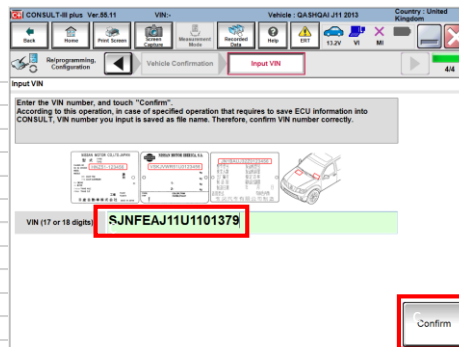 CONSULT-III plus Ver.55.11 VIN:- Vehicle : QASHQAI J11 2013 Country : United Kingdom
Back Home Print Screen Screen Capture Measurement Mode Recorded Data Help ERT 13.2V VI MI
Reprogramming, Configuration Vehicle Confirmation Input VIN 4/4
Input VIN
Enter the VIN number, and touch "Confirm".
According to this operation, in case of specified operation that requires to save ECU information into
CONSULT, VIN number you input is saved as file name. Therefore, confirm VIN number correctly.
VIN (17 or 18 digits) SJNFEAJ11U1101379
Confirm